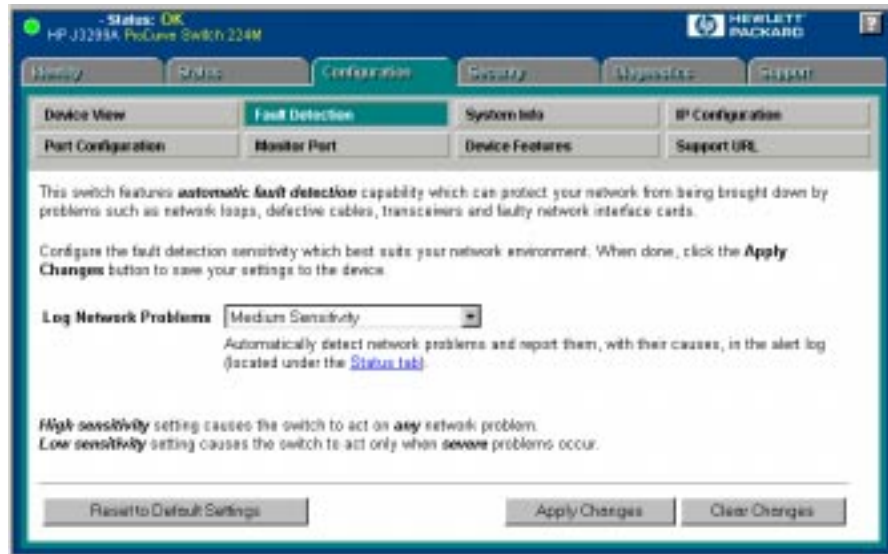 - Status: OK
HP J3298A ProCurve Switch 224M
HEWLETT
PACKARD
?
Identity Status Configuration Security Diagnostics Support
Device View Fault Detection System Info IP Configuration
Port Configuration Monitor Port Device Features Support URL
This switch features automatic fault detection capability which can protect your network from being brought down by
problems such as network loops, defective cables, transceivers and faulty network interface cards.
Configure the fault detection sensitivity which best suits your network environment. When done, click the Apply
Changes button to save your settings to the device.
Log Network Problems Medium Sensitivity
Automatically detect network problems and report them, with their causes, in the alert log
(located under the Status tab).
High sensitivity setting causes the switch to act on any network problem.
Low sensitivity setting causes the switch to act only when severe problems occur.
Reset to Default Settings Apply Changes Clear Changes